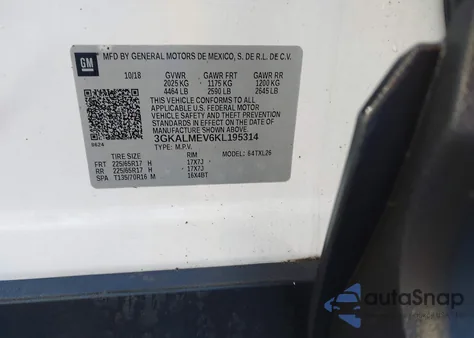 GM
MFD BY GENERAL MOTORS DE MEXICO, S. DE R.L. DE C.V.
10/18 GVWR GAWR FRT GAWR RR
2025 KG 1175 KG 1200 KG
4464 LB 2590 LB 2645 LB
THIS VEHICLE CONFORMS TO ALL
APPLICABLE U.S. FEDERAL MOTOR
VEHICLE SAFETY, BUMPER, AND THEFT
PREVENTION STANDARDS IN EFFECT ON THE
DATE OF MANUFACTURE SHOWN ABOVE.
0624 3GKALMEV6KL195314
TYPE: M.P.V.
TIRE SIZE RIM 64TXL26
FRT 225/65R17 H 17X7J
RR 225/65R17 H 17X7J
SPA T135/70R16 M 16X4BT
autoSnap